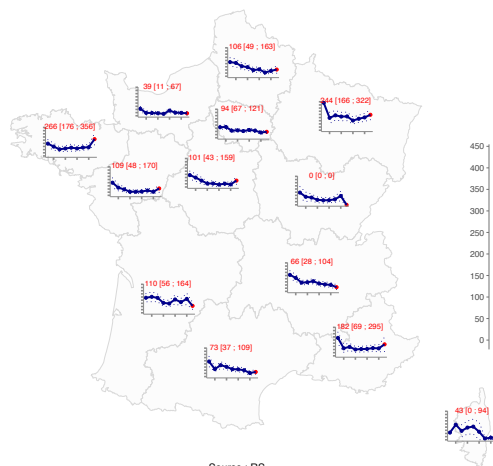 106 [49 ; 163]
39 [11 ; 67]
94 [67 ; 121]
244 [166 ; 322]
266 [176 ; 356]
109 [48 ; 170]
101 [43 ; 159]
0 [0 ; 0]
66 [28 ; 104]
110 [56 ; 164]
182 [69 ; 295]
73 [37 ; 109]
43 [0 ; 94]
450
400
350
300
250
200
150
100
50
0